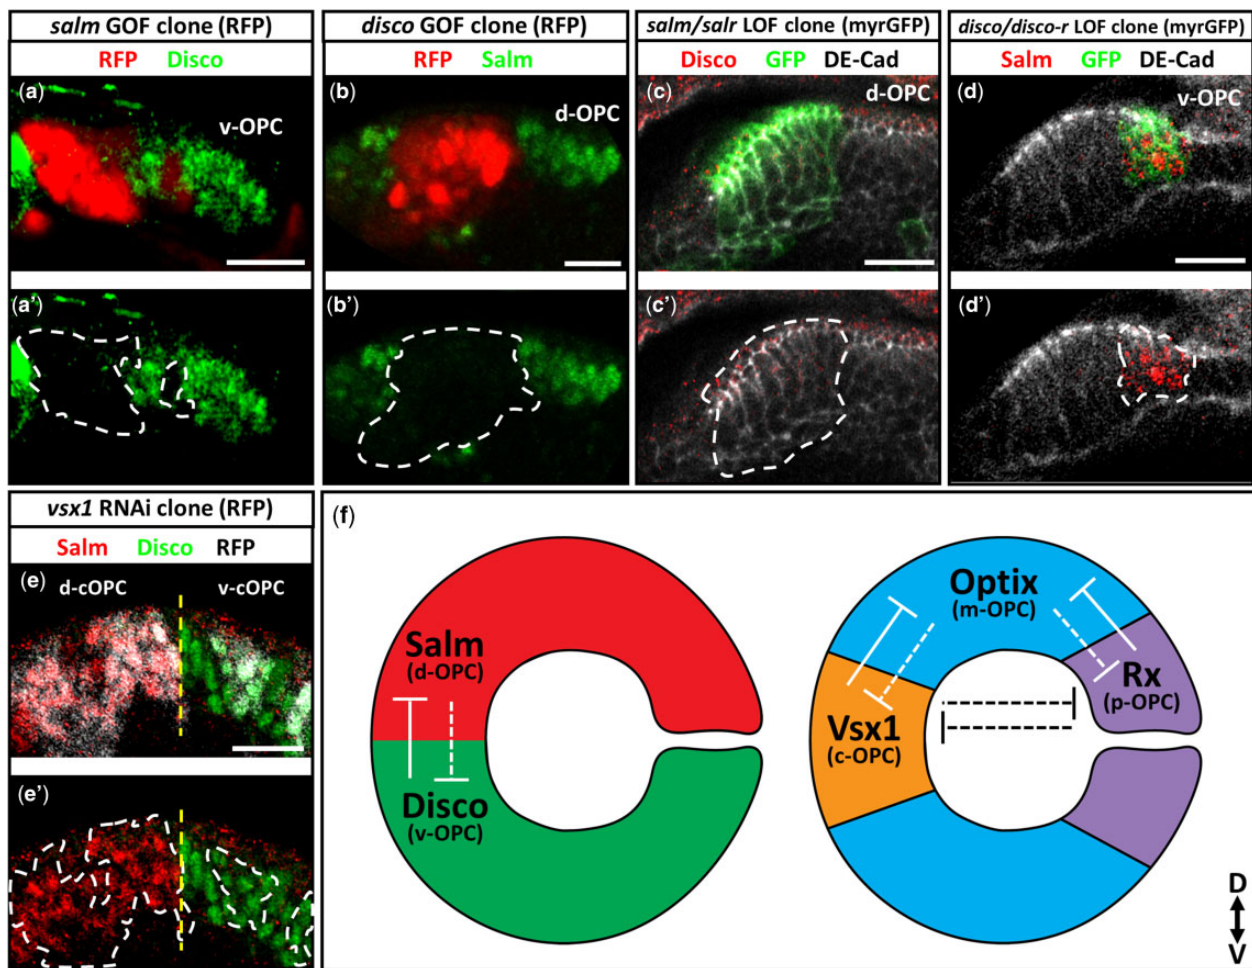 salm GOF clone (RFP)
RFP Disco
(a)
v-OPC
(a')
disco GOF clone (RFP)
RFP Salm
(b)
d-OPC
(b')
salm/salr LOF clone (myrGFP)
Disco GFP DE-Cad
(c)
d-OPC
(c')
disco/disco-r LOF clone (myrGFP)
Salm GFP DE-Cad
(d)
v-OPC
(d')
vsx1 RNAi clone (RFP)
Salm Disco RFP
(e)
d-cOPC v-cOPC
(e')
(f)
Salm
(d-OPC)
Disco
(v-OPC)
Optix
(m-OPC)
Vsx1
(c-OPC)
Rx
(p-OPC)
D
V